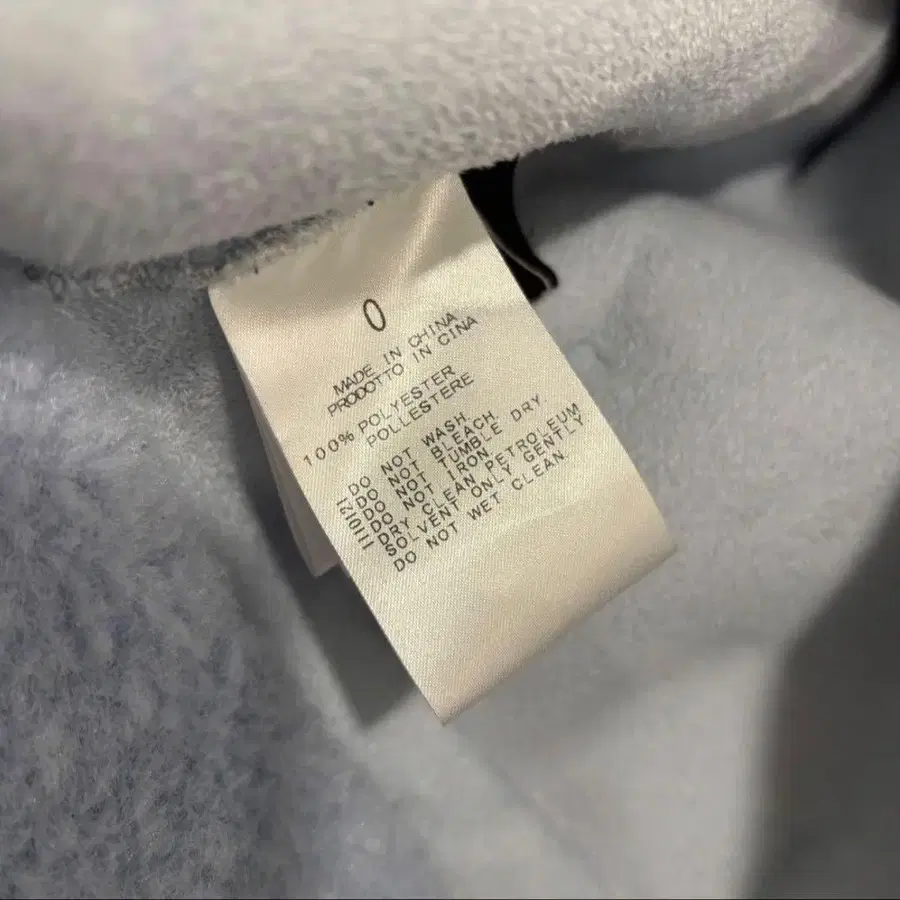 0
MADE IN CHINA
PRODOTTO IN CINA
100% POLYESTER
POLLESTERE
DO NOT WASH.
DO NOT BLEACH.
DO NOT TUMBLE DRY.
DO NOT IRON.
DRY CLEAN PETROLEUM
SOLVENT ONLY GENTLY
DO NOT WET CLEAN.